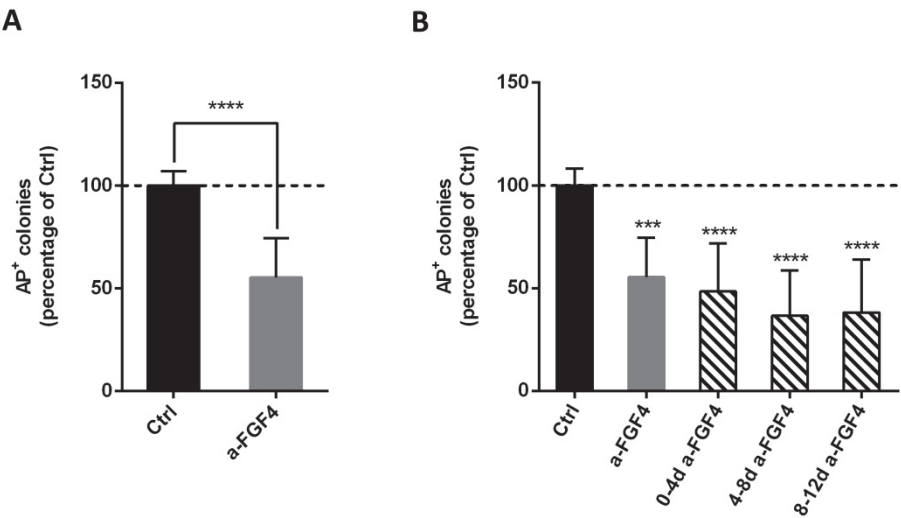 A
150
100
50
0
AP⁺ colonies
(percentage of Ctrl)
****
Ctrl
a-FGF4
B
150
100
50
0
AP⁺ colonies
(percentage of Ctrl)
***
****
****
****
Ctrl
a-FGF4
0-4d a-FGF4
4-8d a-FGF4
8-12d a-FGF4